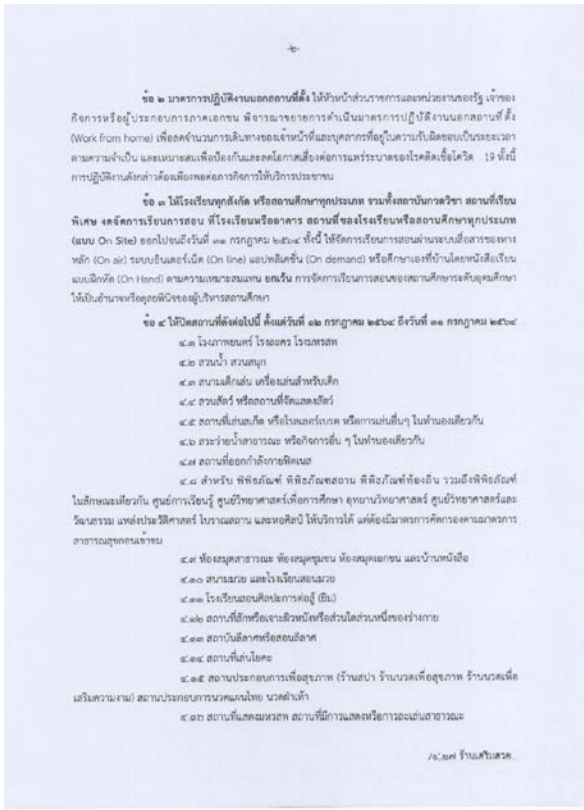 -๒-
ข้อ ๒ มาตรการปฏิบัติงานนอกสถานที่ตั้ง ให้หัวหน้าส่วนราชการและหน่วยงานของรัฐ เจ้าของ
กิจการหรือผู้ประกอบการภาคเอกชน พิจารณาขยายการดำเนินมาตรการปฏิบัติงานนอกสถานที่ตั้ง
(Work from home) เพื่อลดจำนวนการเดินทางของเจ้าหน้าที่และบุคลากรที่อยู่ในความรับผิดชอบเป็นระยะเวลา
ตามความจำเป็น และเหมาะสมเพื่อป้องกันและลดโอกาสเสี่ยงต่อการแพร่ระบาดของโรคติดเชื้อโควิด 19 ทั้งนี้
การปฏิบัติงานดังกล่าวต้องเพียงพอต่อภารกิจการให้บริการประชาชน
ข้อ ๓ ให้โรงเรียนทุกสังกัด หรือสถานศึกษาทุกประเภท รวมทั้งสถาบันกวดวิชา สถานที่เรียน
พิเศษ งดจัดการเรียนการสอน ที่โรงเรียนหรืออาคาร สถานที่ของโรงเรียนหรือสถานศึกษาทุกประเภท
(แบบ On Site) ออกไปจนถึงวันที่ ๓๑ กรกฎาคม ๒๕๖๔ ทั้งนี้ ให้จัดการเรียนการสอนผ่านระบบสื่อสารของทาง
หลัก (On air) ระบบอินเตอร์เน็ต (On line) แอปพลิเคชั่น (On demand) หรือศึกษาเองที่บ้านโดยหนังสือเรียน
แบบฝึกหัด (On Hand) ตามความเหมาะสมแทน ยกเว้น การจัดการเรียนการสอนของสถานศึกษาระดับอุดมศึกษา
ให้เป็นอำนาจหรือดุลยพินิจของผู้บริหารสถานศึกษา
ข้อ ๔ ให้ปิดสถานที่ดังต่อไปนี้ ตั้งแต่วันที่ ๑๒ กรกฎาคม ๒๕๖๔ ถึงวันที่ ๓๑ กรกฎาคม ๒๕๖๔
๔.๑ โรงภาพยนตร์ โรงละคร โรงมหรสพ
๔.๒ สวนน้ำ สวนสนุก
๔.๓ สนามเด็กเล่น เครื่องเล่นสำหรับเด็ก
๔.๔ สวนสัตว์ หรือสถานที่จัดแสดงสัตว์
๔.๕ สถานที่เล่นสเก็ต หรือโรลเลอร์เบรด หรือการเล่นอื่นๆ ในทำนองเดียวกัน
๔.๖ สระว่ายน้ำสาธารณะ หรือกิจการอื่น ๆ ในทำนองเดียวกัน
๔.๗ สถานที่ออกกำลังกายฟิตเนส
๔.๘ สำหรับ พิพิธภัณฑ์ พิพิธภัณฑสถาน พิพิธภัณฑ์ท้องถิ่น รวมถึงพิพิธภัณฑ์
ในลักษณะเดียวกัน ศูนย์การเรียนรู้ ศูนย์วิทยาศาสตร์เพื่อการศึกษา อุทยานวิทยาศาสตร์ ศูนย์วิทยาศาสตร์และ
วัฒนธรรม แหล่งประวัติศาสตร์ โบราณสถาน และหอศิลป์ ให้บริการได้ แต่ต้องมีมาตรการคัดกรองตามมาตรการ
สาธารณสุขก่อนเข้าชม
๔.๙ ห้องสมุดสาธารณะ ห้องสมุดชุมชน ห้องสมุดเอกชน และบ้านหนังสือ
๔.๑๐ สนามมวย และโรงเรียนสอนมวย
๔.๑๑ โรงเรียนสอนศิลปะการต่อสู้ (ยิม)
๔.๑๒ สถานที่สักหรือเจาะผิวหนังหรือส่วนใดส่วนหนึ่งของร่างกาย
๔.๑๓ สถาบันลีลาศหรือสอนลีลาศ
๔.๑๔ สถานที่เล่นโยคะ
๔.๑๕ สถานประกอบการเพื่อสุขภาพ (ร้านสปา ร้านนวดเพื่อสุขภาพ ร้านนวดเพื่อ
เสริมความงาม) สถานประกอบการนวดแผนไทย นวดฝ่าเท้า
๔.๑๖ สถานที่แสดงมหรสพ สถานที่มีการแสดงหรือการละเล่นสาธารณะ
/๔.๑๗ ร้านเสริมสวย...